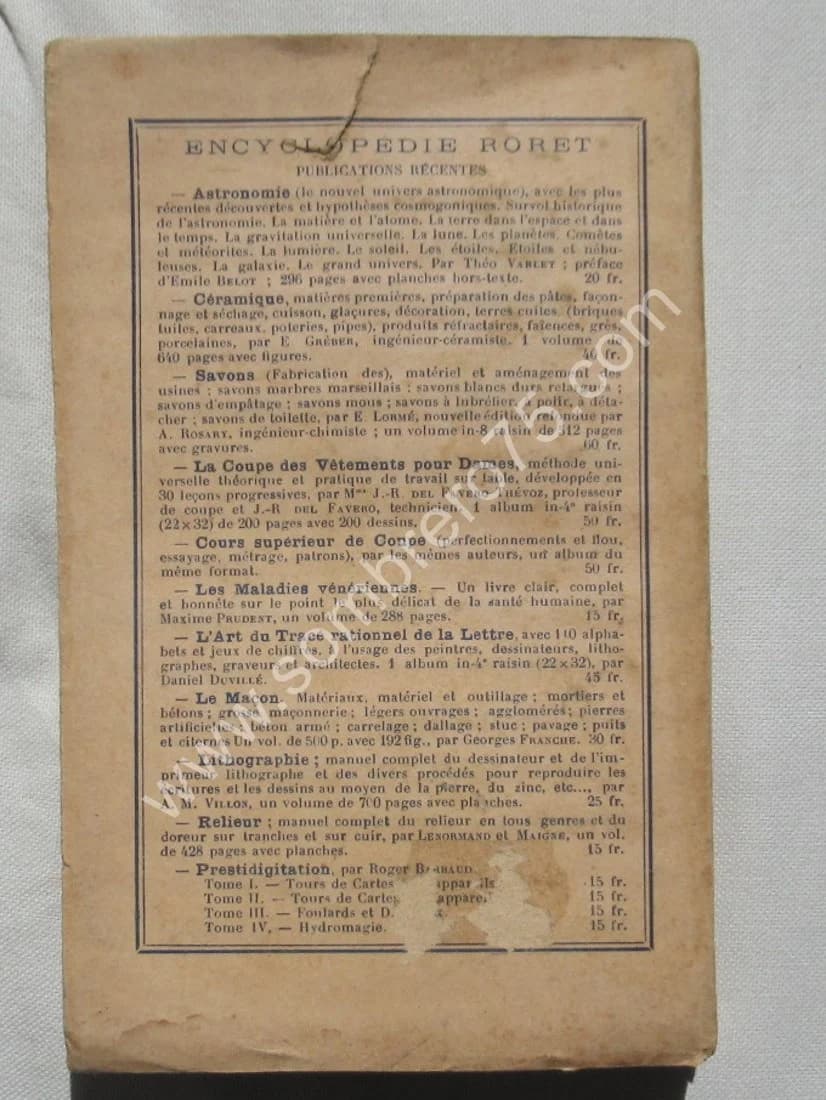 ENCYCLOPEDIE RORET
PUBLICATIONS RÉCENTES
— Astronomie (le nouvel univers astronomique), avec les plus
récentes découvertes et hypothèses cosmogoniques. Survol historique
de l'astronomie. La matière et l'atome. La terre dans l'espace et dans
le temps. La gravitation universelle. La lune. Les planètes. Comètes
et météorites. La lumière. Le soleil. Les étoiles. Etoiles et nébu-
leuses. La galaxie. Le grand univers. Par Théo VARLET ; préface
d'Emile BELOT ; 296 pages avec planches hors-texte. 20 fr.
— Céramique, matières premières, préparation des pâtes, façon-
nage et séchage, cuisson, glaçures, décoration, terres cuites (briques
tuiles, carreaux, poteries, pipes), produits réfractaires, faïences, grès,
porcelaines, par E. GRÉBER, ingénieur-céramiste. 1 volume de
640 pages avec figures. 40 fr.
— Savons (Fabrication des), matériel et aménagement des
usines ; savons marbres marseillais ; savons blancs durs relargués ;
savons d'empâtage ; savons mous ; savons à lubréfier, à polir, à déta-
cher ; savons de toilette, par E. LORMÉ, nouvelle édition refondue par
A. ROSARY, ingénieur-chimiste ; un volume in-8 raisin de 312 pages
avec gravures. 60 fr.
— La Coupe des Vêtements pour Dames, méthode uni-
verselle théorique et pratique de travail sur table, développée en
30 leçons progressives, par Mme J.-R. DEL FAVERO-THÉVOZ, professeur
de coupe et J.-R DEL FAVERO, technicien. 1 album in-4° raisin
(22×32) de 200 pages avec 200 dessins. 50 fr.
— Cours supérieur de Coupe (perfectionnements et flou,
essayage, métrage, patrons), par les mêmes auteurs, un album du
même format. 50 fr.
— Les Maladies vénériennes. — Un livre clair, complet
et honnête sur le point le plus délicat de la santé humaine, par
Maxime PRUDENT, un volume de 288 pages. 15 fr.
— L'Art du Tracé rationnel de la Lettre, avec 110 alpha-
bets et jeux de chiffres, à l'usage des peintres, dessinateurs, litho-
graphes, graveurs et architectes. 1 album in-4° raisin (22×32), par
Daniel DUVILLÉ. 45 fr.
— Le Maçon. Matériaux, matériel et outillage ; mortiers et
bétons ; grosse maçonnerie ; légers ouvrages ; agglomérés ; pierres
artificielles ; béton armé ; carrelage ; dallage ; stuc ; pavage ; puits
et citernes Un vol. de 500 p. avec 192 fig., par Georges FRANCHE. 30 fr.
— Lithographie ; manuel complet du dessinateur et de l'im-
primeur lithographe et des divers procédés pour reproduire les
écritures et les dessins au moyen de la pierre, du zinc, etc..., par
A. M. VILLON, un volume de 700 pages avec planches. 25 fr.
— Relieur ; manuel complet du relieur en tous genres et du
doreur sur tranches et sur cuir, par LENORMAND et MAIGNE, un vol.
de 428 pages avec planches. 15 fr.
— Prestidigitation, par Roger BARBAUD
Tome I. — Tours de Cartes appareils 15 fr.
Tome II. — Tours de Cartes appareil 15 fr.
Tome III. — Foulards et D 15 fr.
Tome IV. — Hydromagie. 15 fr.
www.sombrero75.com